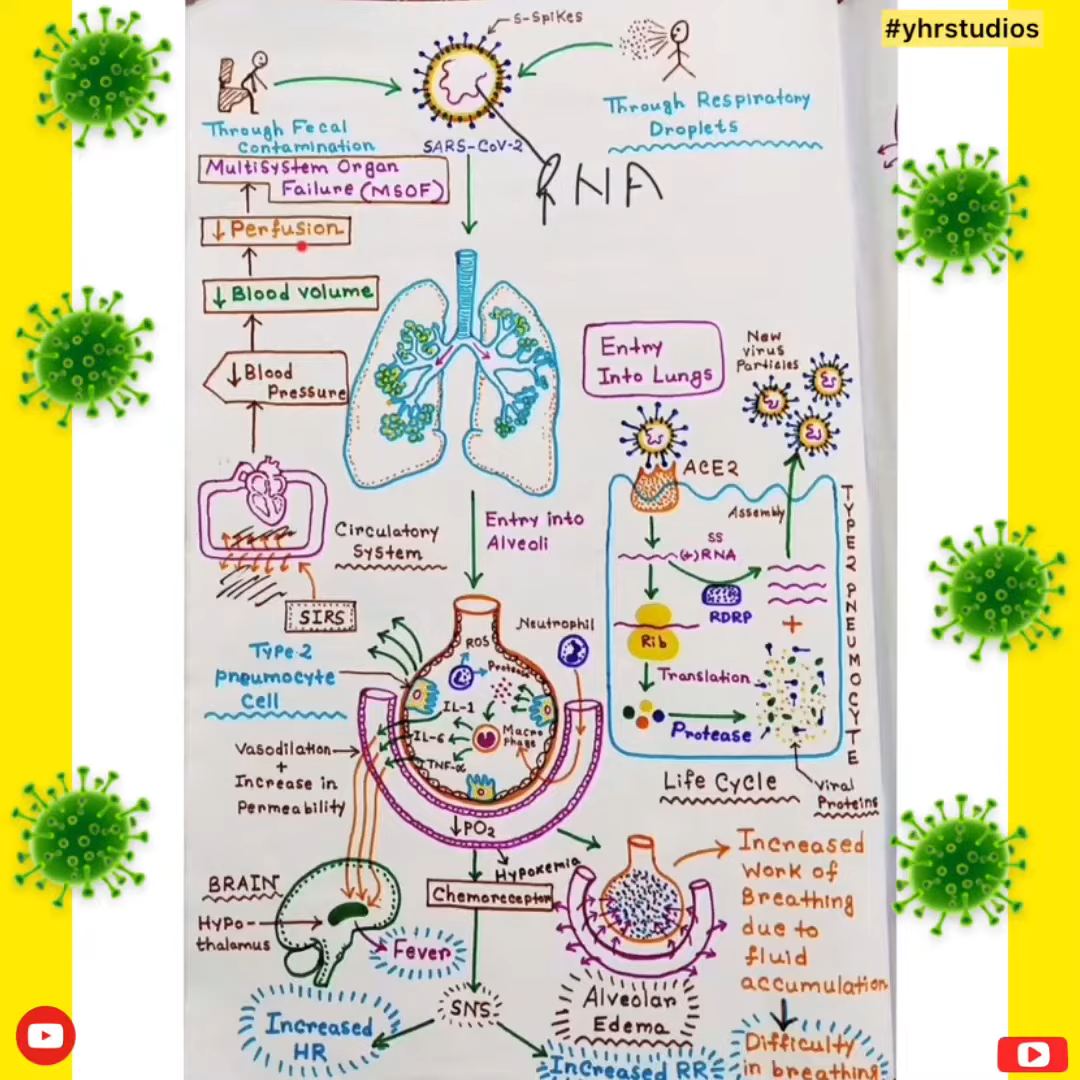 #yhrstudios
S-Spikes
Through Fecal
Contamination
SARS-CoV-2
Through Respiratory
Droplets
RNA
Multisystem Organ
Failure (MSOF)
↓ Perfusion
↓ Blood volume
↓ Blood
Pressure
Circulatory
System
SIRS
Entry
Into Lungs
New
virus
Particles
ACE2
Assembly
SS
(+)RNA
RDRP
+
Rib
Translation
Protease
TYPE 2 PNEUMOCYTE
Life Cycle
Viral
Proteins
Entry into
Alveoli
Neutrophil
ROS
Protease
Type-2
pneumocyte
Cell
IL-1
IL-6
TNF-α
Macro
phage
Vasodilation
+
Increase in
Permeability
↓PO2
Hypoxemia
Chemoreceptor
BRAIN
Hypo-
thalamus
Fever
SNS
Increased
HR
Increased RR
Alveolar
Edema
Increased
Work of
Breathing
due to
fluid
accumulation
Difficulty
in breathing